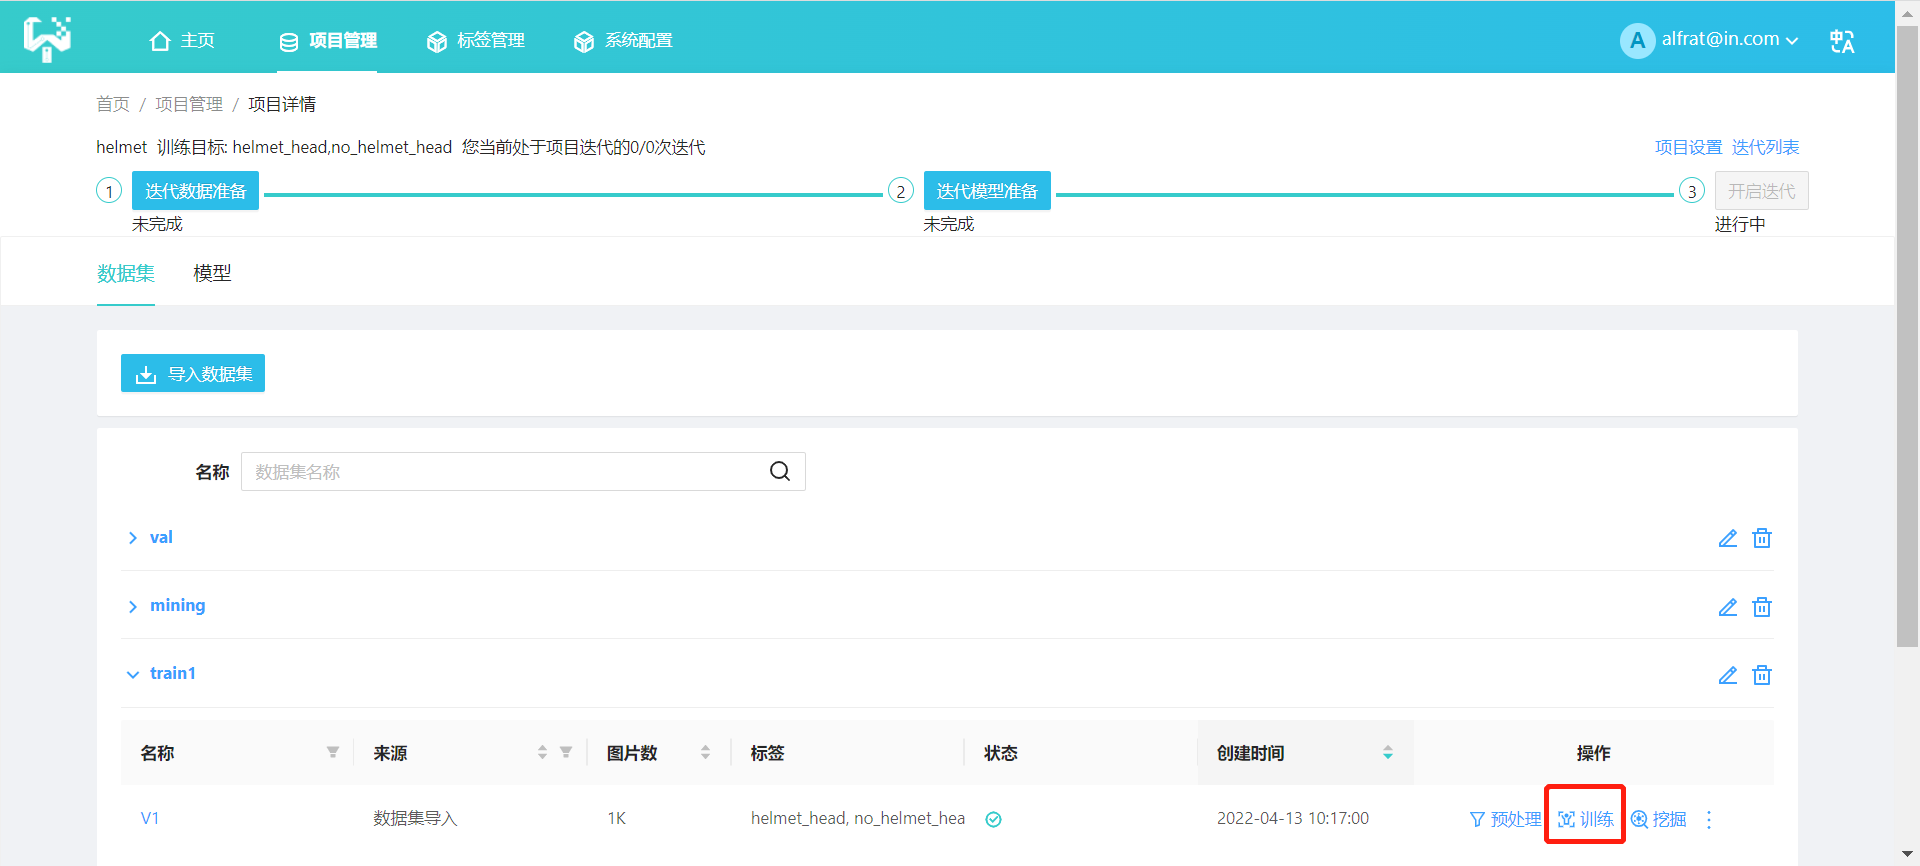 主页 项目管理 标签管理 系统配置 A alfrat@in.com 中A
首页 / 项目管理 / 项目详情
helmet 训练目标: helmet_head,no_helmet_head 您当前处于项目迭代的0/0次迭代 项目设置 迭代列表
1 迭代数据准备 2 迭代模型准备 3 开启迭代
未完成 未完成 进行中
数据集 模型
导入数据集
名称 数据集名称
val
mining
train1
名称 来源 图片数 标签 状态 创建时间 操作
V1 数据集导入 1K helmet_head, no_helmet_hea 2022-04-13 10:17:00 预处理 训练 挖掘